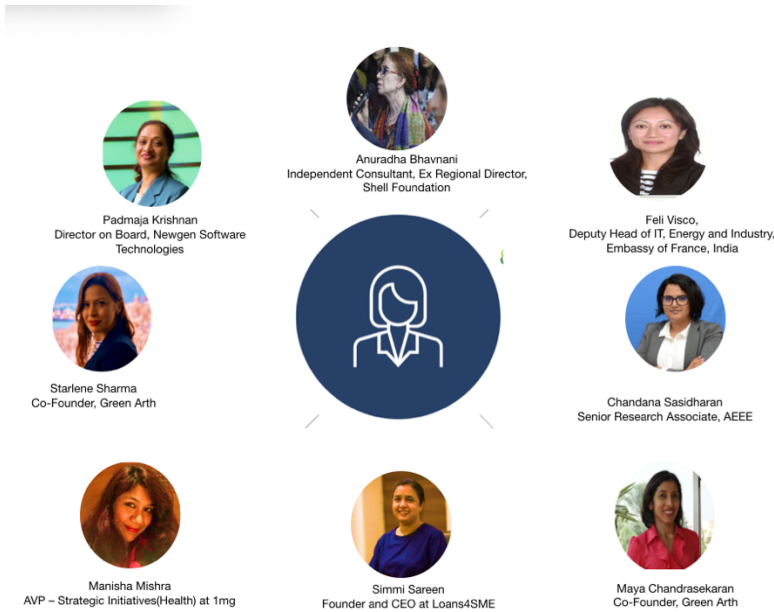 Anuradha Bhavnani
Independent Consultant, Ex Regional Director,
Shell Foundation
Padmaja Krishnan
Director on Board, Newgen Software
Technologies
Feli Visco,
Deputy Head of IT, Energy and Industry,
Embassy of France, India
Starlene Sharma
Co-Founder, Green Arth
Chandana Sasidharan
Senior Research Associate, AEEE
Manisha Mishra
AVP – Strategic Initiatives(Health) at 1mg
Simmi Sareen
Founder and CEO at Loans4SME
Maya Chandrasekaran
Co-Founder, Green Arth